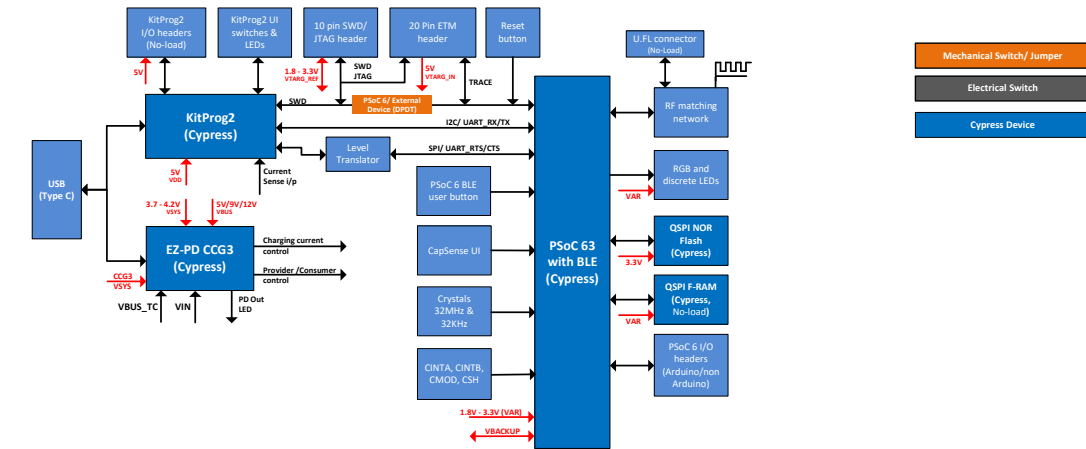 KitProg2
I/O headers
(No-load)
KitProg2 UI
switches &
LEDs
10 pin SWD/
JTAG header
20 Pin ETM
header
Reset
button
U.FL connector
(No-Load)
Mechanical Switch/ Jumper
Electrical Switch
Cypress Device
5V
1.8 - 3.3V
VTARG_REF
SWD
JTAG
5V
VTARG_IN
TRACE
KitProg2
(Cypress)
SWD
PSoC 6/ External
Device (DPDT)
I2C/ UART_RX/TX
Level
Translator
SPI/ UART_RTS/CTS
RF matching
network
USB
(Type C)
5V
VDD
Current
Sense i/p
PSoC 6 BLE
user button
RGB and
discrete LEDs
VAR
3.7 - 4.2V
VSYS
5V/9V/12V
VBUS
EZ-PD CCG3
(Cypress)
Charging current
control
Provider /Consumer
control
CCG3
VSYS
VBUS_TC
VIN
PD Out
LED
CapSense UI
PSoC 63
with BLE
(Cypress)
QSPI NOR
Flash
(Cypress)
3.3V
Crystals
32MHz &
32KHz
QSPI F-RAM
(Cypress,
No-load)
VAR
CINTA, CINTB,
CMOD, CSH
PSoC 6 I/O
headers
(Arduino/non
Arduino)
1.8V - 3.3V (VAR)
VBACKUP